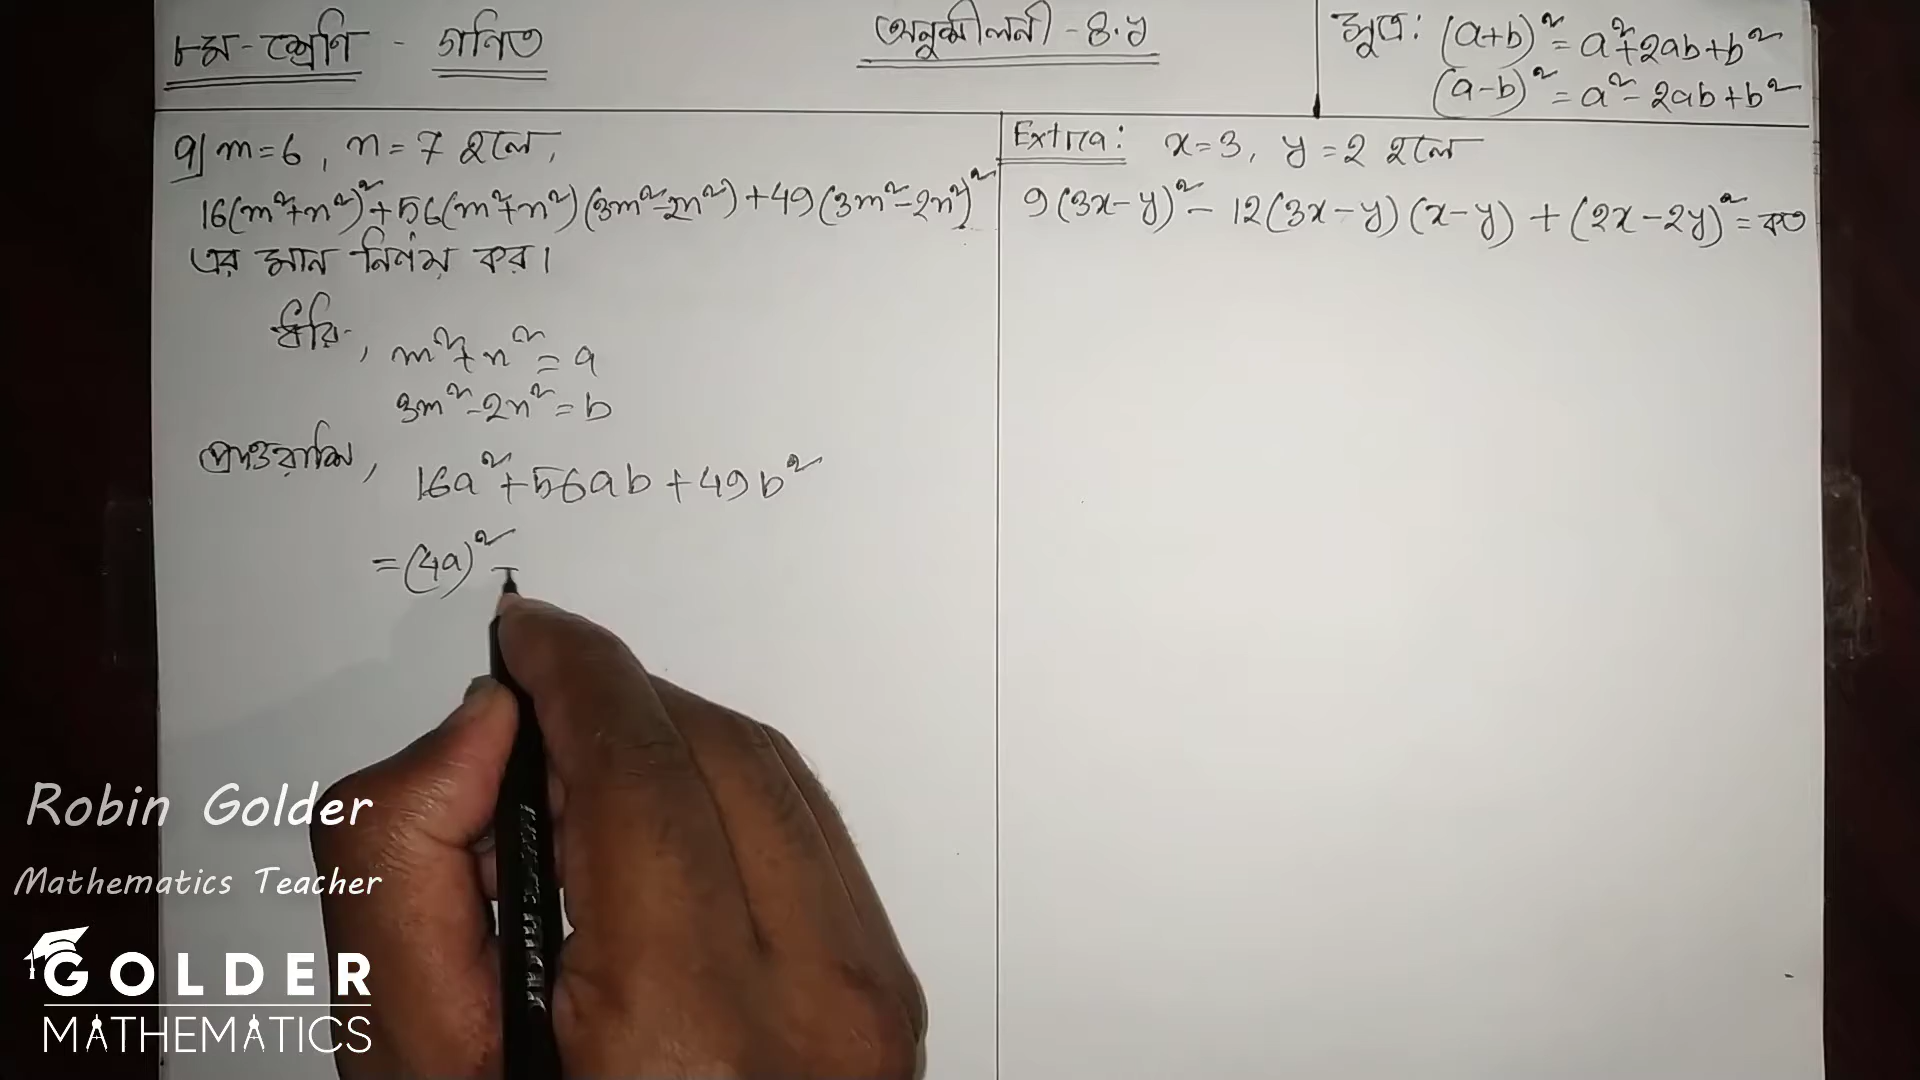 ৮ম-শ্রেণি - গনিত
অনুশীলনী - ৪.১
সূত্র: (a+b)² = a²+2ab+b²
(a-b)² = a²-2ab+b²
9| m=6, n=7 হলে,
16(m²+n²)²+56(m²+n²)(3m²-2n²)+49(3m²-2n²)²
এর মান নির্ণয় কর।
ধরি, m²+n² = a
3m²-2n² = b
প্রদত্তরাশি, 16a²+56ab+49b²
=(4a)²
Extra: x=3, y=2 হলে
9(3x-y)² - 12(3x-y)(x-y) + (2x-2y)² = কত
Robin Golder
Mathematics Teacher
GOLDER
MATHEMATICS